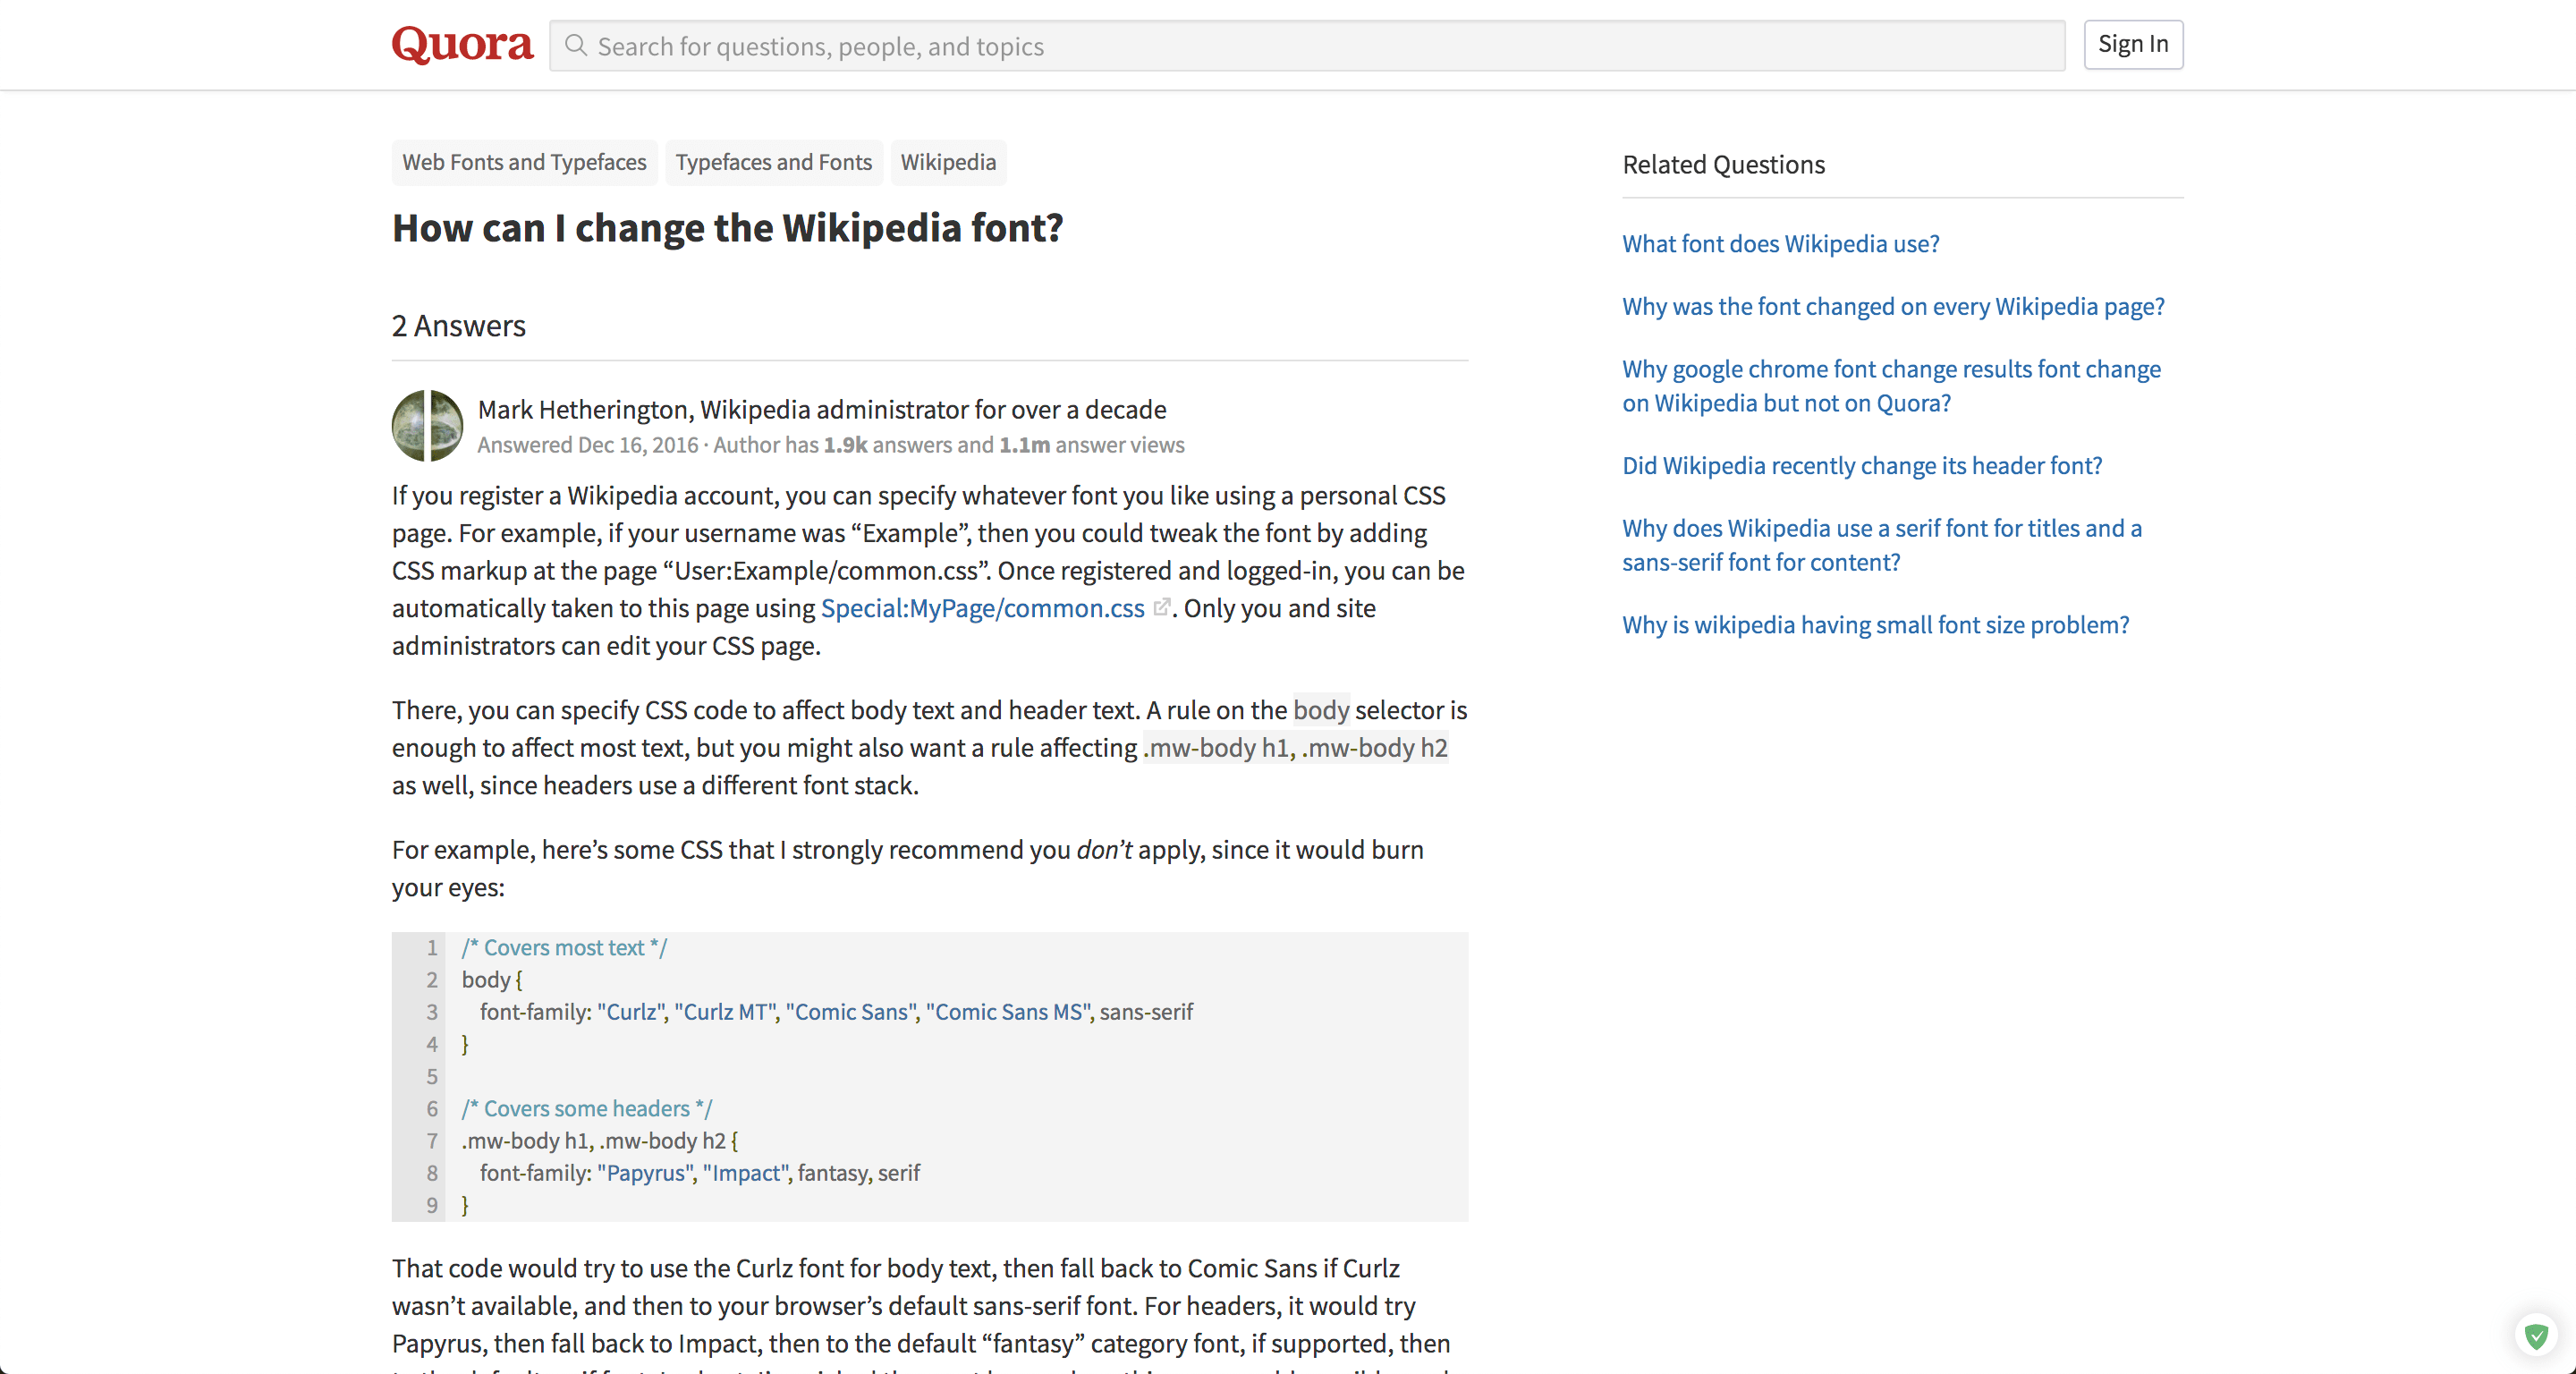 Quora
Search for questions, people, and topics
Sign In
Web Fonts and Typefaces
Typefaces and Fonts
Wikipedia
How can I change the Wikipedia font?
2 Answers
Mark Hetherington, Wikipedia administrator for over a decade
Answered Dec 16, 2016 · Author has 1.9k answers and 1.1m answer views
If you register a Wikipedia account, you can specify whatever font you like using a personal CSS
page. For example, if your username was “Example”, then you could tweak the font by adding
CSS markup at the page “User:Example/common.css”. Once registered and logged-in, you can be
automatically taken to this page using Special:MyPage/common.css. Only you and site
administrators can edit your CSS page.
There, you can specify CSS code to affect body text and header text. A rule on the body selector is
enough to affect most text, but you might also want a rule affecting .mw-body h1, .mw-body h2
as well, since headers use a different font stack.
For example, here’s some CSS that I strongly recommend you don’t apply, since it would burn
your eyes:
1 /* Covers most text */
2 body {
3 font-family: "Curlz", "Curlz MT", "Comic Sans", "Comic Sans MS", sans-serif
4 }
5
6 /* Covers some headers */
7 .mw-body h1, .mw-body h2 {
8 font-family: "Papyrus", "Impact", fantasy, serif
9 }
That code would try to use the Curlz font for body text, then fall back to Comic Sans if Curlz
wasn’t available, and then to your browser’s default sans-serif font. For headers, it would try
Papyrus, then fall back to Impact, then to the default “fantasy” category font, if supported, then
Related Questions
What font does Wikipedia use?
Why was the font changed on every Wikipedia page?
Why google chrome font change results font change
on Wikipedia but not on Quora?
Did Wikipedia recently change its header font?
Why does Wikipedia use a serif font for titles and a
sans-serif font for content?
Why is wikipedia having small font size problem?